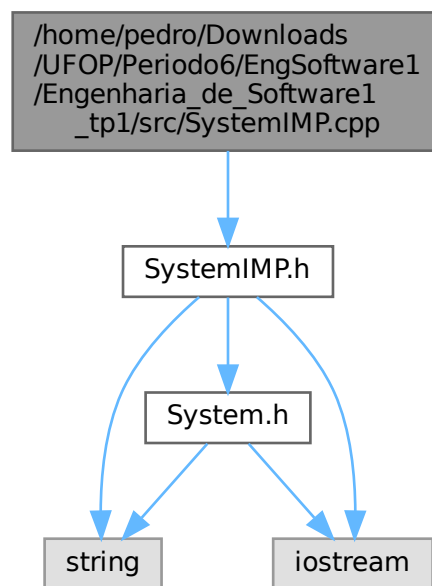 /home/pedro/Downloads
/UFOP/Periodo6/EngSoftware1
/Engenharia_de_Software1
_tp1/src/SystemIMP.cpp
SystemIMP.h
System.h
string
iostream